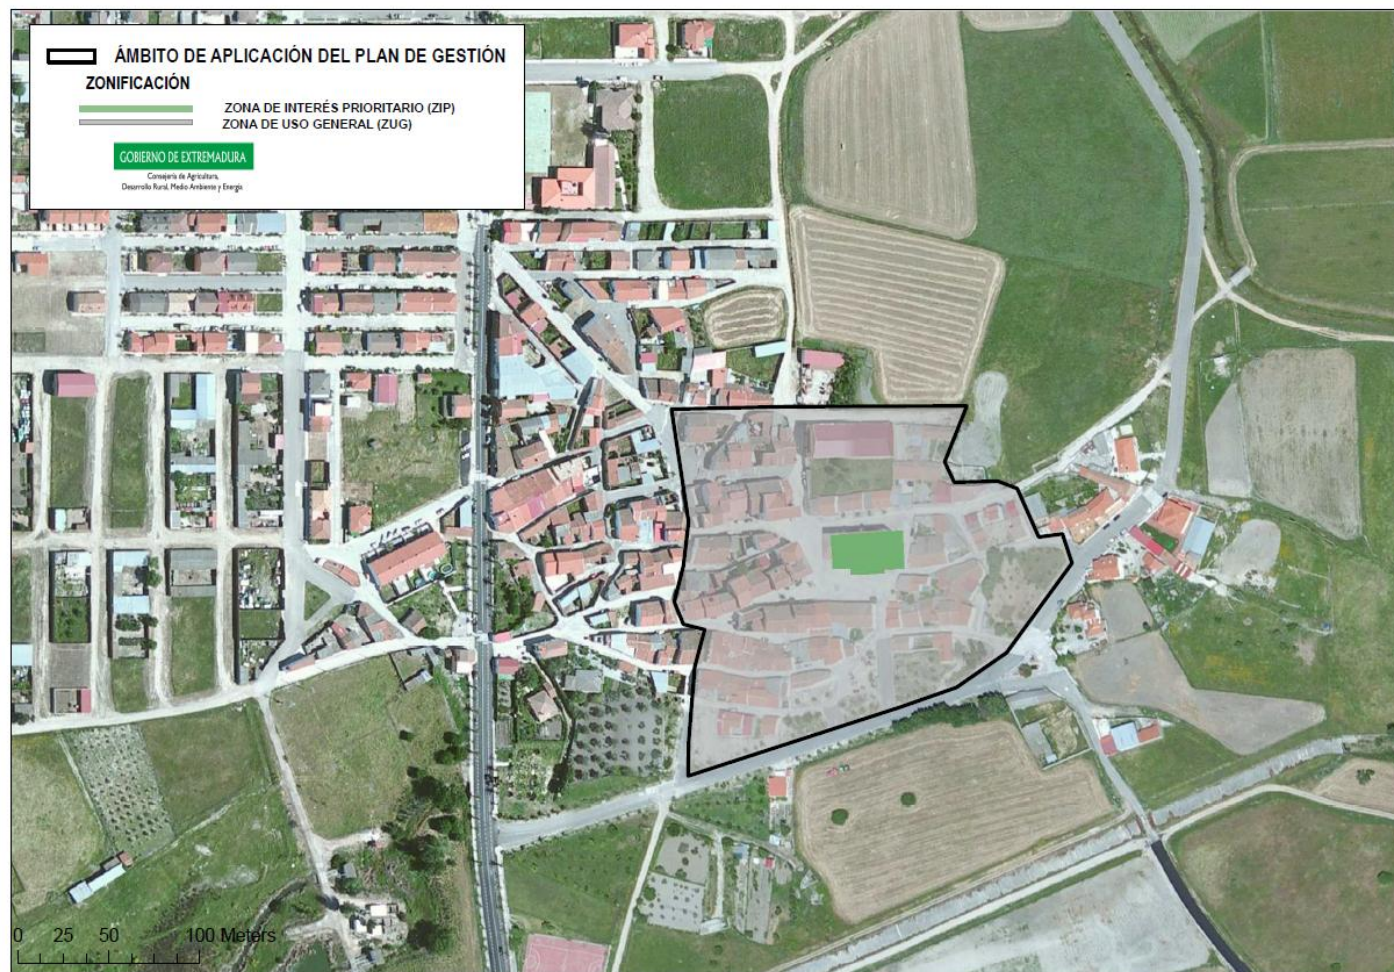 ÁMBITO DE APLICACIÓN DEL PLAN DE GESTIÓN
ZONIFICACIÓN
ZONA DE INTERÉS PRIORITARIO (ZIP)
ZONA DE USO GENERAL (ZUG)
GOBIERNO DE EXTREMADURA
Consejería de Agricultura,
Desarrollo Rural, Medio Ambiente y Energía
0 25 50 100 Meters